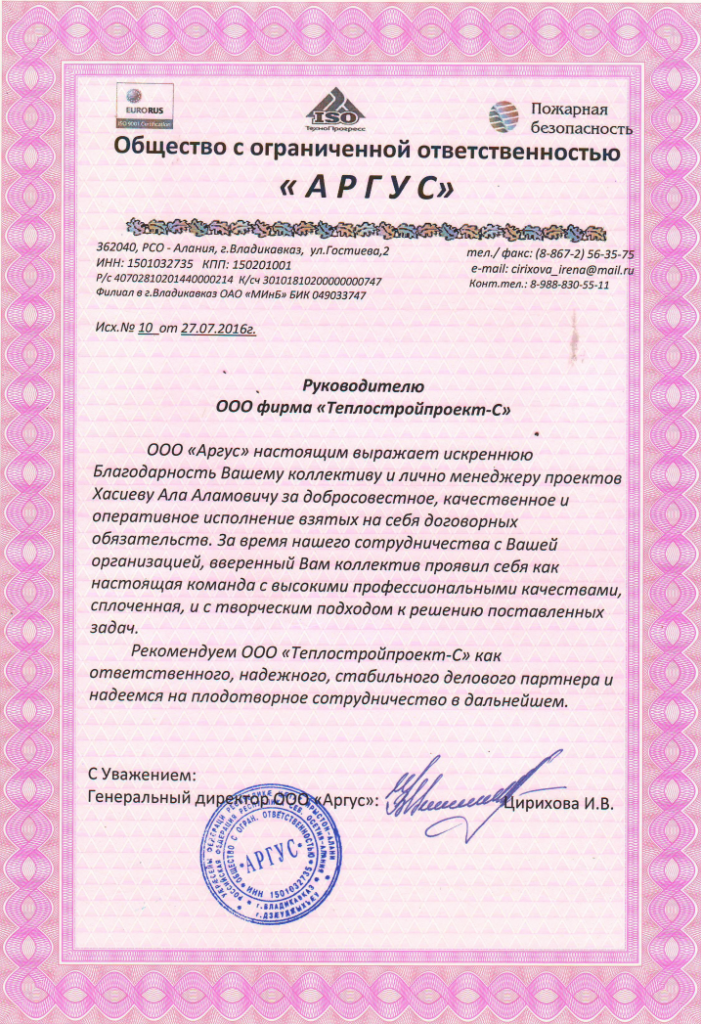 EURORUS
ISO 9001 Certification
ISO
ТехноПрогресс
Пожарная
безопасность
Общество с ограниченной ответственностью
« А Р Г У С»
362040, РСО - Алания, г.Владикавказ, ул.Гостиева,2
ИНН: 1501032735 КПП: 150201001
Р/с 40702810201440000214 К/сч 30101810200000000747
Филиал в г.Владикавказ ОАО «МИнБ» БИК 049033747
тел./ факс: (8-867-2) 56-35-75
e-mail: cirixova_irena@mail.ru
Конт.тел.: 8-988-830-55-11
Исх.№ 10 от 27.07.2016г.
Руководителю
ООО фирма «Теплостройпроект-С»
ООО «Аргус» настоящим выражает искреннюю
Благодарность Вашему коллективу и лично менеджеру проектов
Хасиеву Ала Аламовичу за добросовестное, качественное и
оперативное исполнение взятых на себя договорных
обязательств. За время нашего сотрудничества с Вашей
организацией, вверенный Вам коллектив проявил себя как
настоящая команда с высокими профессиональными качествами,
сплоченная, и с творческим подходом к решению поставленных
задач.
Рекомендуем ООО «Теплостройпроект-С» как
ответственного, надежного, стабильного делового партнера и
надеемся на плодотворное сотрудничество в дальнейшем.
С Уважением:
Генеральный директор ООО «Аргус»:
Цирихова И.В.
ОБЩЕСТВО С ОГРАН. ОТВЕТСТВЕННОСТЬЮ
«АРГУС»
ИНН 1501032735
г.ВЛАДИКАВКАЗ